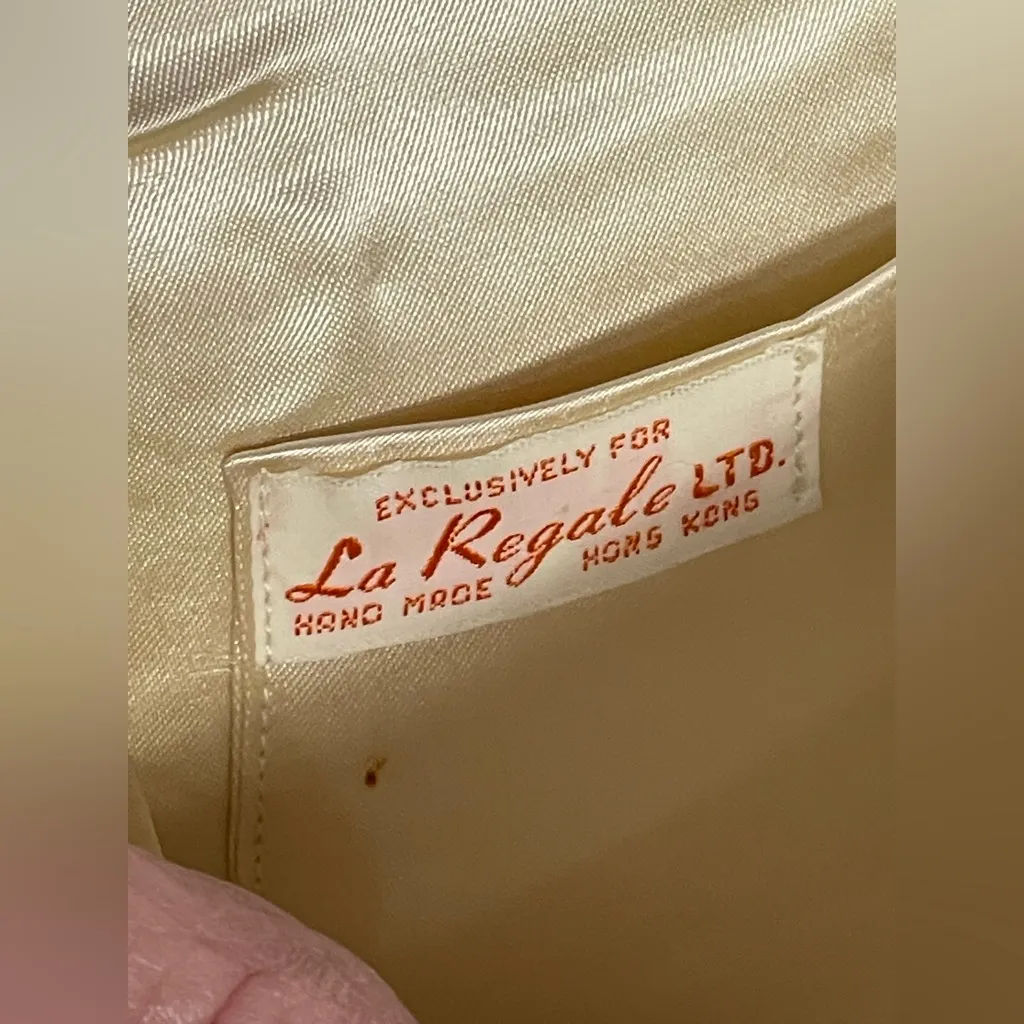 EXCLUSIVELY FOR
La Regale LTD.
HAND MADE HONG KONG